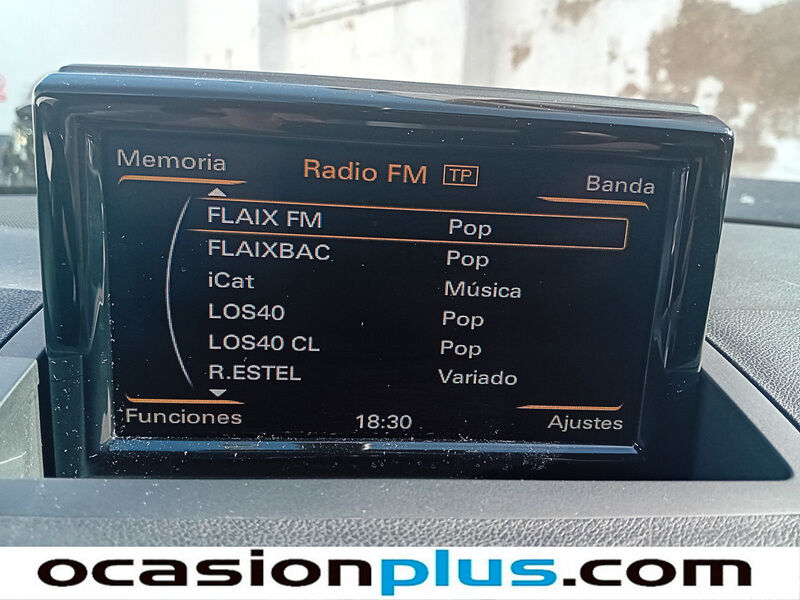 Memoria Radio FM TP Banda
FLAIX FM Pop
FLAIXBAC Pop
iCat Música
LOS40 Pop
LOS40 CL Pop
R.ESTEL Variado
Funciones 18:30 Ajustes
ocasionplus.com